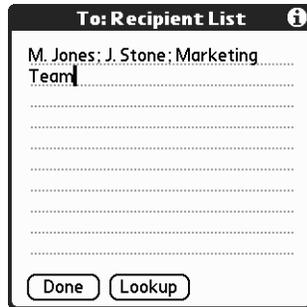 To: Recipient List
i
M. Jones; J. Stone; Marketing
Team
Done Lookup